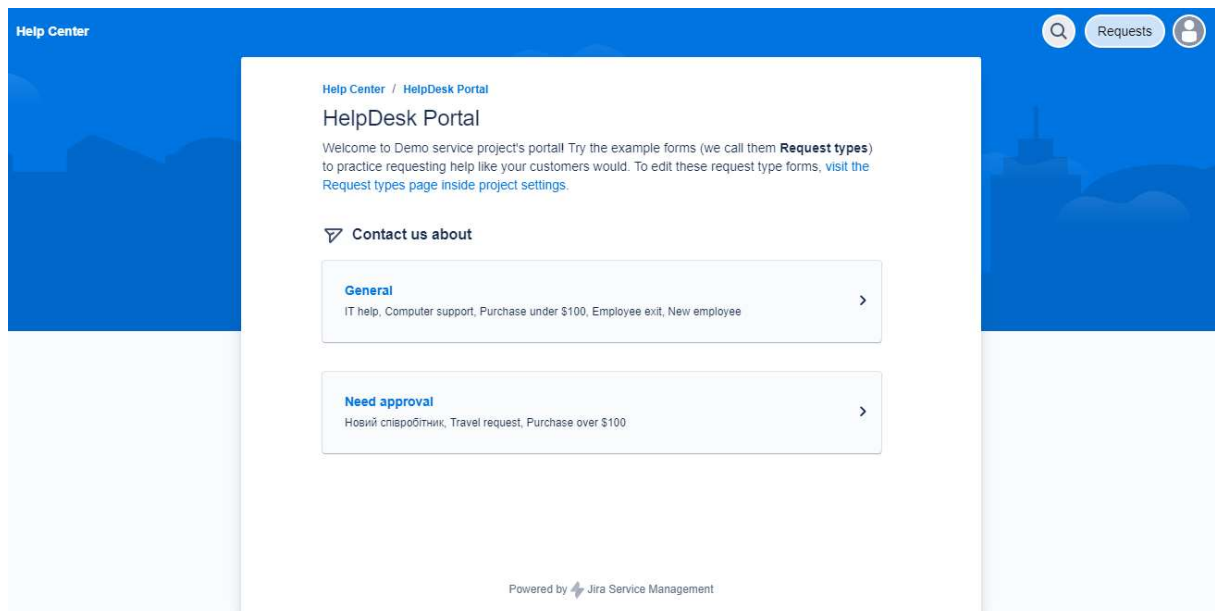 Help Center
Requests
Help Center / HelpDesk Portal
HelpDesk Portal
Welcome to Demo service project's portal! Try the example forms (we call them Request types)
to practice requesting help like your customers would. To edit these request type forms, visit the
Request types page inside project settings.
Contact us about
General
IT help, Computer support, Purchase under $100, Employee exit, New employee
Need approval
Новий співробітник, Travel request, Purchase over $100
Powered by Jira Service Management